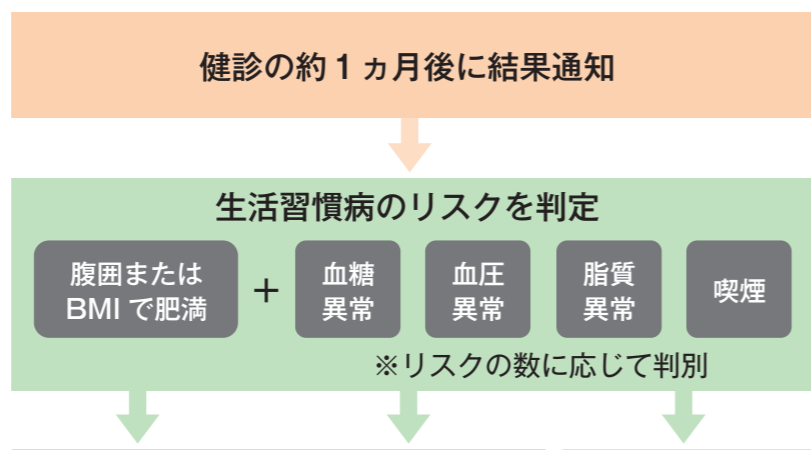 健診の約1ヵ月後に結果通知
生活習慣病のリスクを判定
腹囲または
BMIで肥満
+
血糖
異常
血圧
異常
脂質
異常
喫煙
※リスクの数に応じて判別